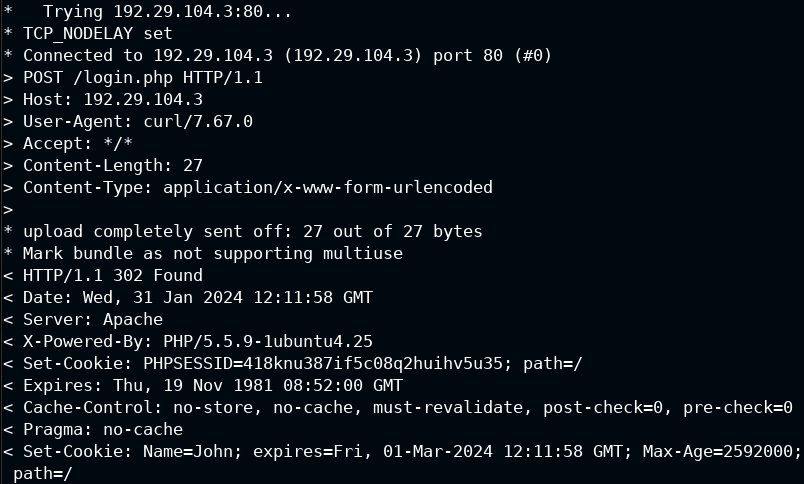 *   Trying 192.29.104.3:80...
* TCP_NODELAY set
* Connected to 192.29.104.3 (192.29.104.3) port 80 (#0)
> POST /login.php HTTP/1.1
> Host: 192.29.104.3
> User-Agent: curl/7.67.0
> Accept: */*
> Content-Length: 27
> Content-Type: application/x-www-form-urlencoded
>
* upload completely sent off: 27 out of 27 bytes
* Mark bundle as not supporting multiuse
< HTTP/1.1 302 Found
< Date: Wed, 31 Jan 2024 12:11:58 GMT
< Server: Apache
< X-Powered-By: PHP/5.5.9-1ubuntu4.25
< Set-Cookie: PHPSESSID=418knu387if5c08q2huihv5u35; path=/
< Expires: Thu, 19 Nov 1981 08:52:00 GMT
< Cache-Control: no-store, no-cache, must-revalidate, post-check=0, pre-check=0
< Pragma: no-cache
< Set-Cookie: Name=John; expires=Fri, 01-Mar-2024 12:11:58 GMT; Max-Age=2592000;
 path=/